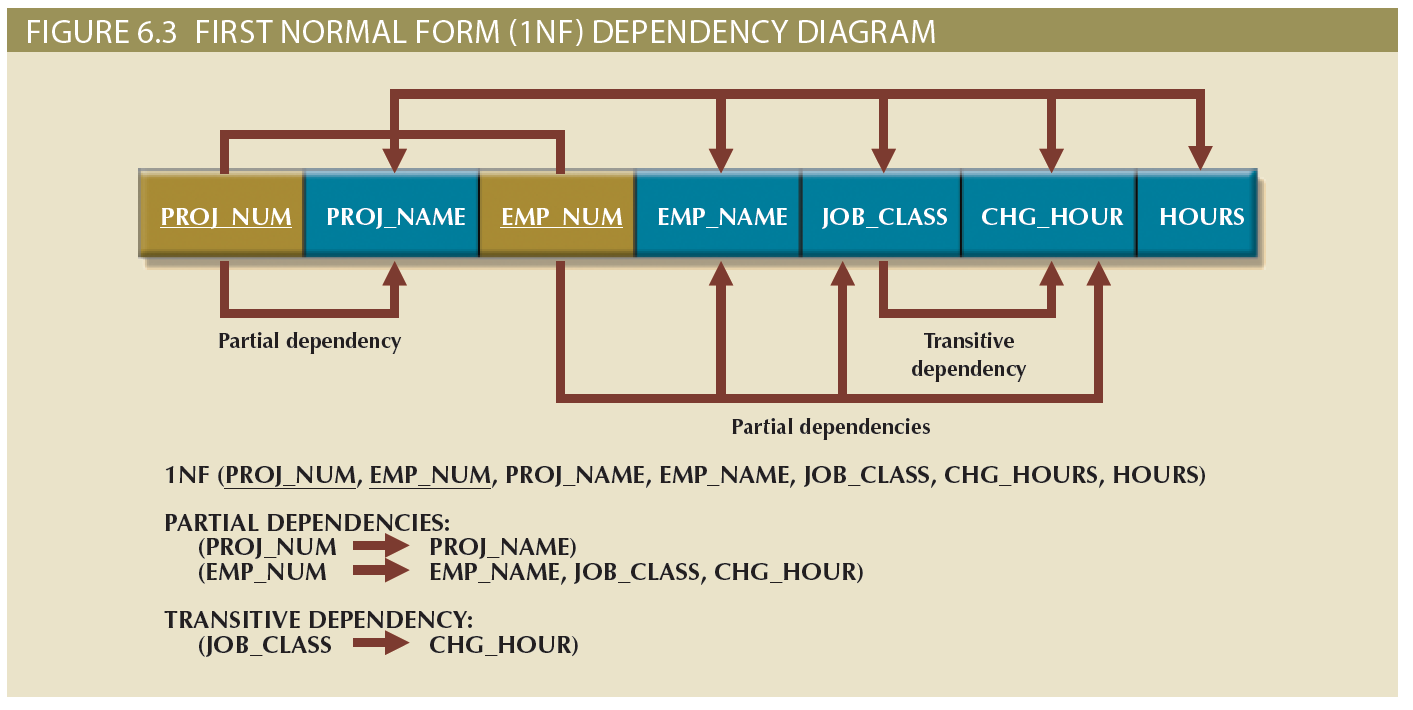 FIGURE 6.3 FIRST NORMAL FORM (1NF) DEPENDENCY DIAGRAM
PROJ_NUM PROJ_NAME EMP_NUM EMP_NAME JOB_CLASS CHG_HOUR HOURS
Partial dependency
Transitive
dependency
Partial dependencies
1NF (PROJ_NUM, EMP_NUM, PROJ_NAME, EMP_NAME, JOB_CLASS, CHG_HOURS, HOURS)
PARTIAL DEPENDENCIES:
(PROJ_NUM PROJ_NAME)
(EMP_NUM EMP_NAME, JOB_CLASS, CHG_HOUR)
TRANSITIVE DEPENDENCY:
(JOB_CLASS CHG_HOUR)